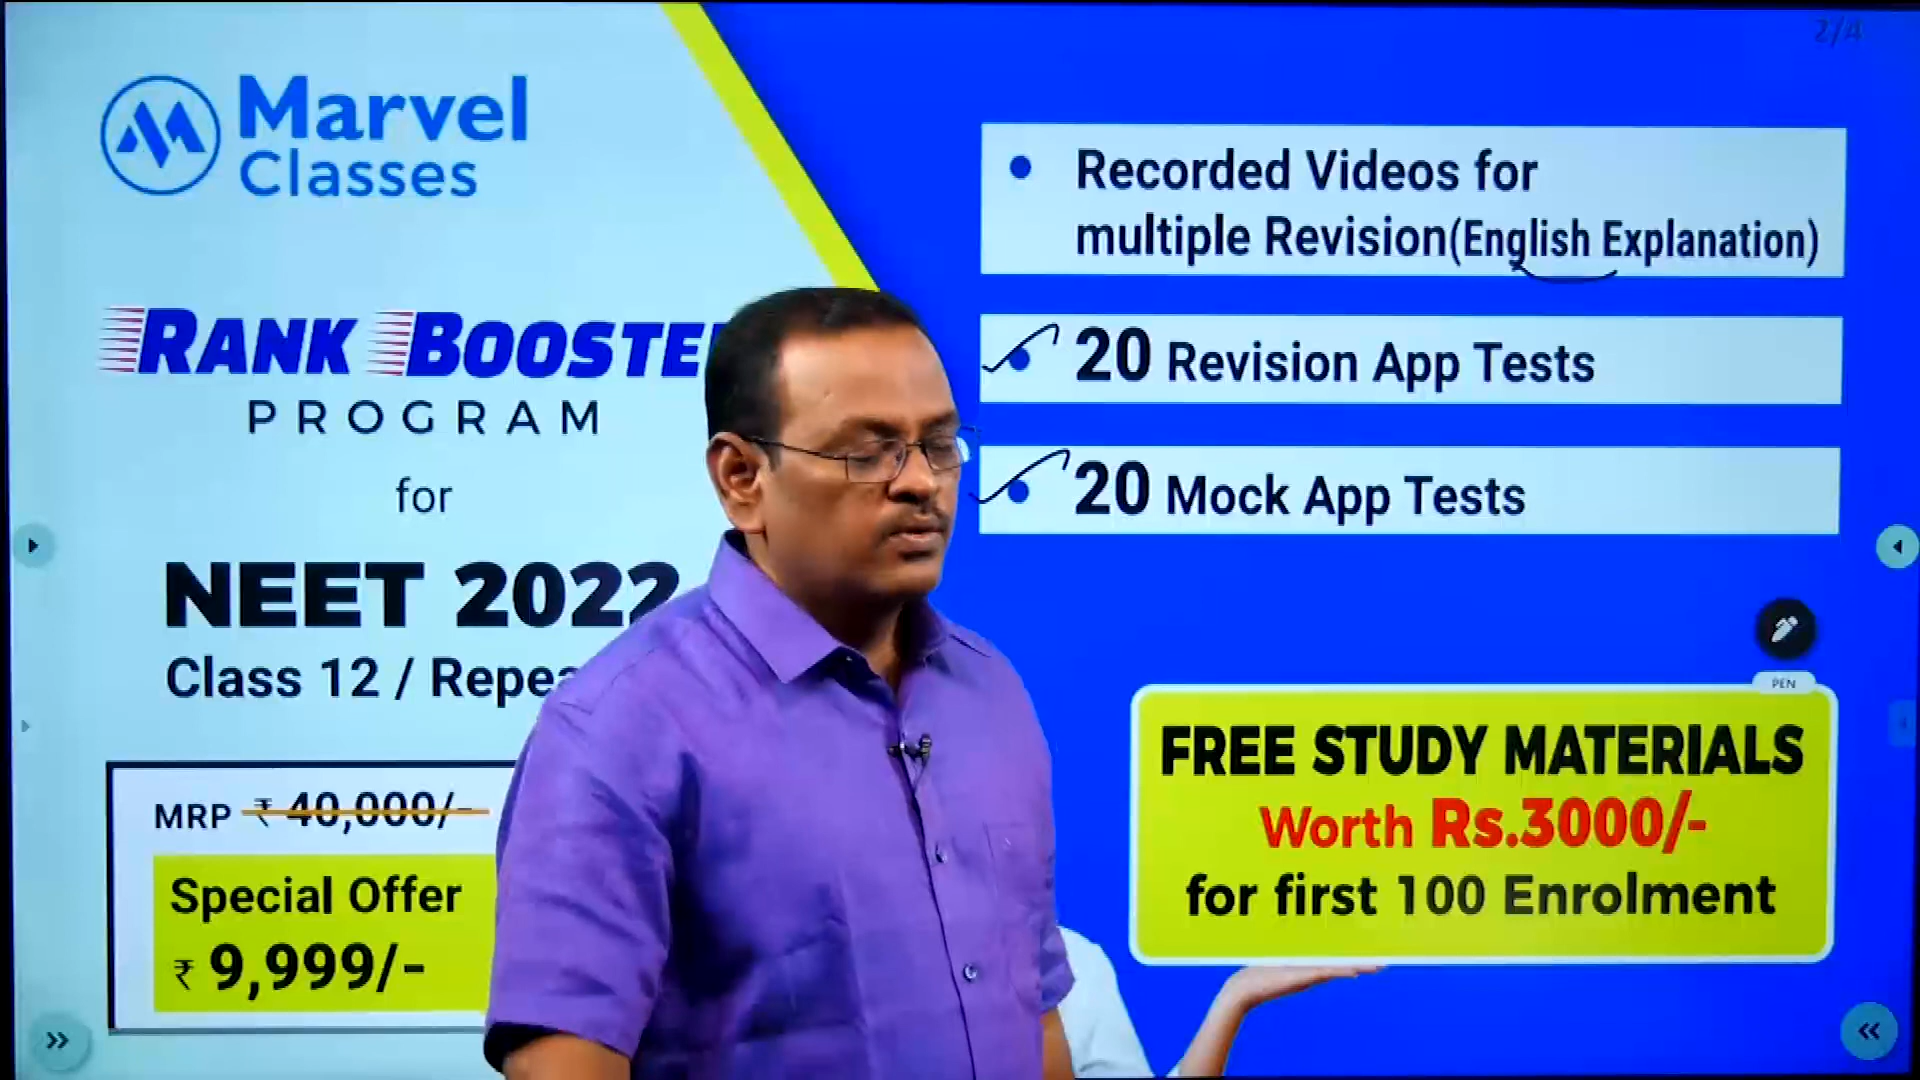 2/4
Marvel
Classes
RANK BOOSTE
PROGRAM
for
NEET 2022
Class 12 /
MRP ₹ 40,000/-
Special Offer
₹ 9,999/-
• Recorded Videos for
multiple Revision(English Explanation)
• 20 Revision App Tests
• 20 Mock App Tests
PEN
FREE STUDY MATERIALS
Worth Rs.3000/-
for first 100 Enrolment